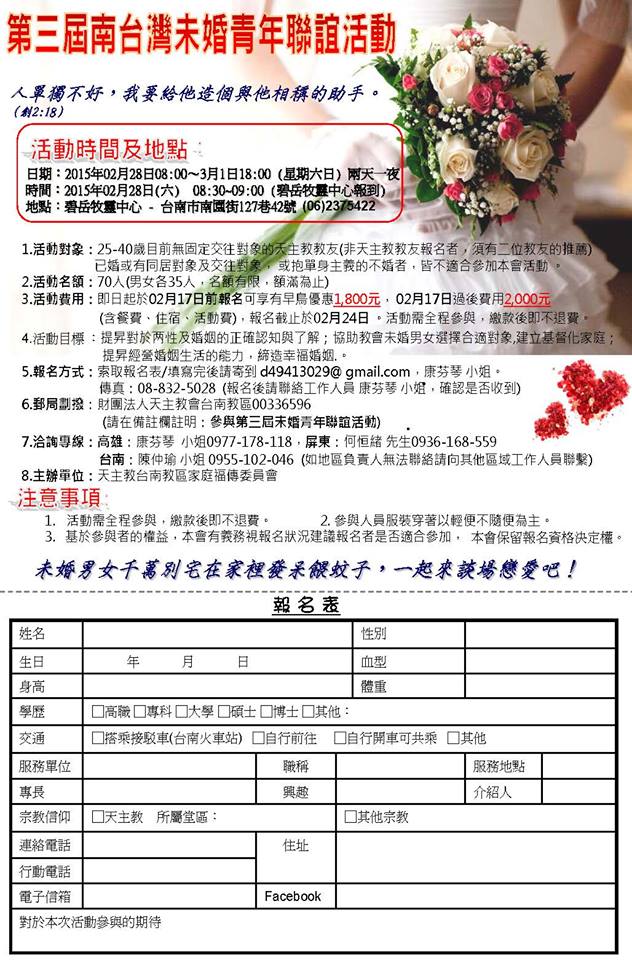 第三屆南台灣未婚青年聯誼活動
人單獨不好，我要給他造個與他相稱的助手。
（創2:18）
活動時間及地點
日期：2015年02月28日08:00～3月1日18:00（星期六日）兩天一夜
時間：2015年02月28日(六) 08:30-09:00（碧岳牧靈中心報到）
地點：碧岳牧靈中心 - 台南市南園街127巷42號 (06)2375422
1.活動對象：25-40歲目前無固定交往對象的天主教教友(非天主教教友報名者，須有二位教友的推薦)
已婚或有同居對象及交往對象， 或抱單身主義的不婚者，皆不適合參加本會活動 。
2.活動名額：70人(男女各35人，名額有限，額滿為止)
3.活動費用：即日起於02月17日前報名可享有早鳥優惠1,800元， 02月17日過後費用2,000元
(含餐費、住宿、活動費)，報名截止於02月24日 。活動需全程參與，繳款後即不退費。
4.活動目標 ：提昇對於兩性及婚姻的正確認知與了解；協助教會未婚男女選擇合適對象,建立基督化家庭；
提昇經營婚姻生活的能力，締造幸福婚姻.。
5.報名方式：索取報名表/填寫完後請寄到 d49413029@ gmail.com，康芬琴 小姐。
傳真：08-832-5028 (報名後請聯絡工作人員 康芬琴 小姐，確認是否收到)
6.郵局劃撥：財團法人天主教會台南教區00336596
(請在備註欄註明：參與第三屆未婚青年聯誼活動)
7.洽詢專線：高雄：康芬琴 小姐0977-178-118，屏東：何恒緒 先生0936-168-559
台南：陳仲瑜 小姐 0955-102-046 (如地區負責人無法聯絡請向其他區域工作人員聯繫)
8.主辦單位：天主教台南教區家庭福傳委員會
注意事項
1. 活動需全程參與，繳款後即不退費。 2. 參與人員服裝穿著以輕便不隨便為主。
3. 基於參與者的權益，本會有義務視報名狀況建議報名者是否適合參加， 本會保留報名資格決定權。
未婚男女千萬別宅在家裡發呆餵蚊子，一起來談場戀愛吧！
報名表
姓名 性別
生日 年 月 日 血型
身高 體重
學歷 □高職 □專科 □大學 □碩士 □博士 □其他：
交通 □搭乘接駁車(台南火車站) □自行前往 □自行開車可共乘 □其他
服務單位 職稱 服務地點
專長 興趣 介紹人
宗教信仰 □天主教 所屬堂區： □其他宗教
連絡電話 住址
行動電話
電子信箱 Facebook
對於本次活動參與的期待